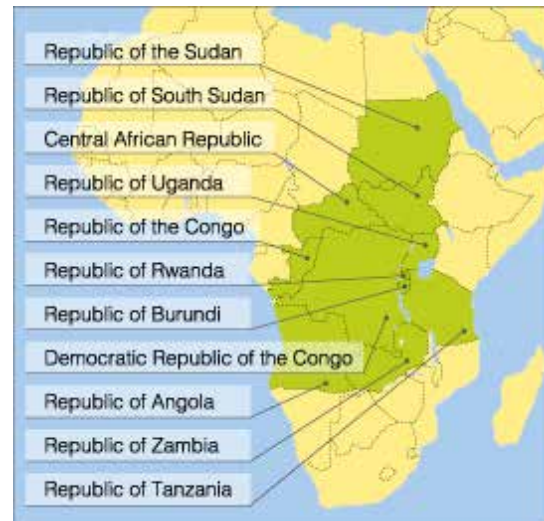 Republic of the Sudan
Republic of South Sudan
Central African Republic
Republic of Uganda
Republic of the Congo
Republic of Rwanda
Republic of Burundi
Democratic Republic of the Congo
Republic of Angola
Republic of Zambia
Republic of Tanzania